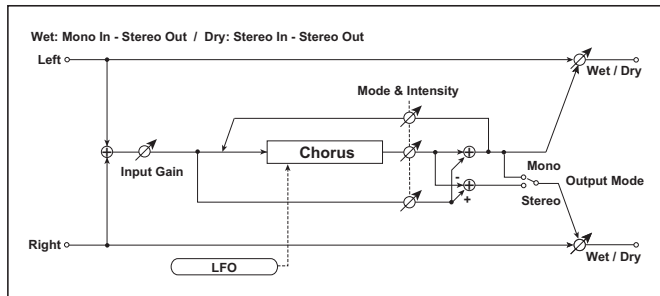 Wet: Mono In - Stereo Out / Dry: Stereo In - Stereo Out
Left
Wet / Dry
Mode & Intensity
+
Chorus
+
Input Gain
Mono
-
+
Output Mode
+
Stereo
Right
Wet / Dry
LFO